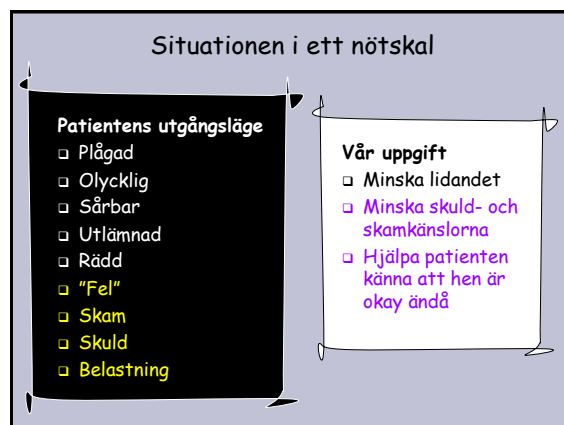 Situationen i ett nötskal
Patientens utgångsläge
❑ Plågad
❑ Olycklig
❑ Sårbar
❑ Utlämnad
❑ Rädd
❑ ”Fel”
❑ Skam
❑ Skuld
❑ Belastning
Vår uppgift
❑ Minska lidandet
❑ Minska skuld- och
skamkänslorna
❑ Hjälpa patienten
känna att hen är
okay ändå